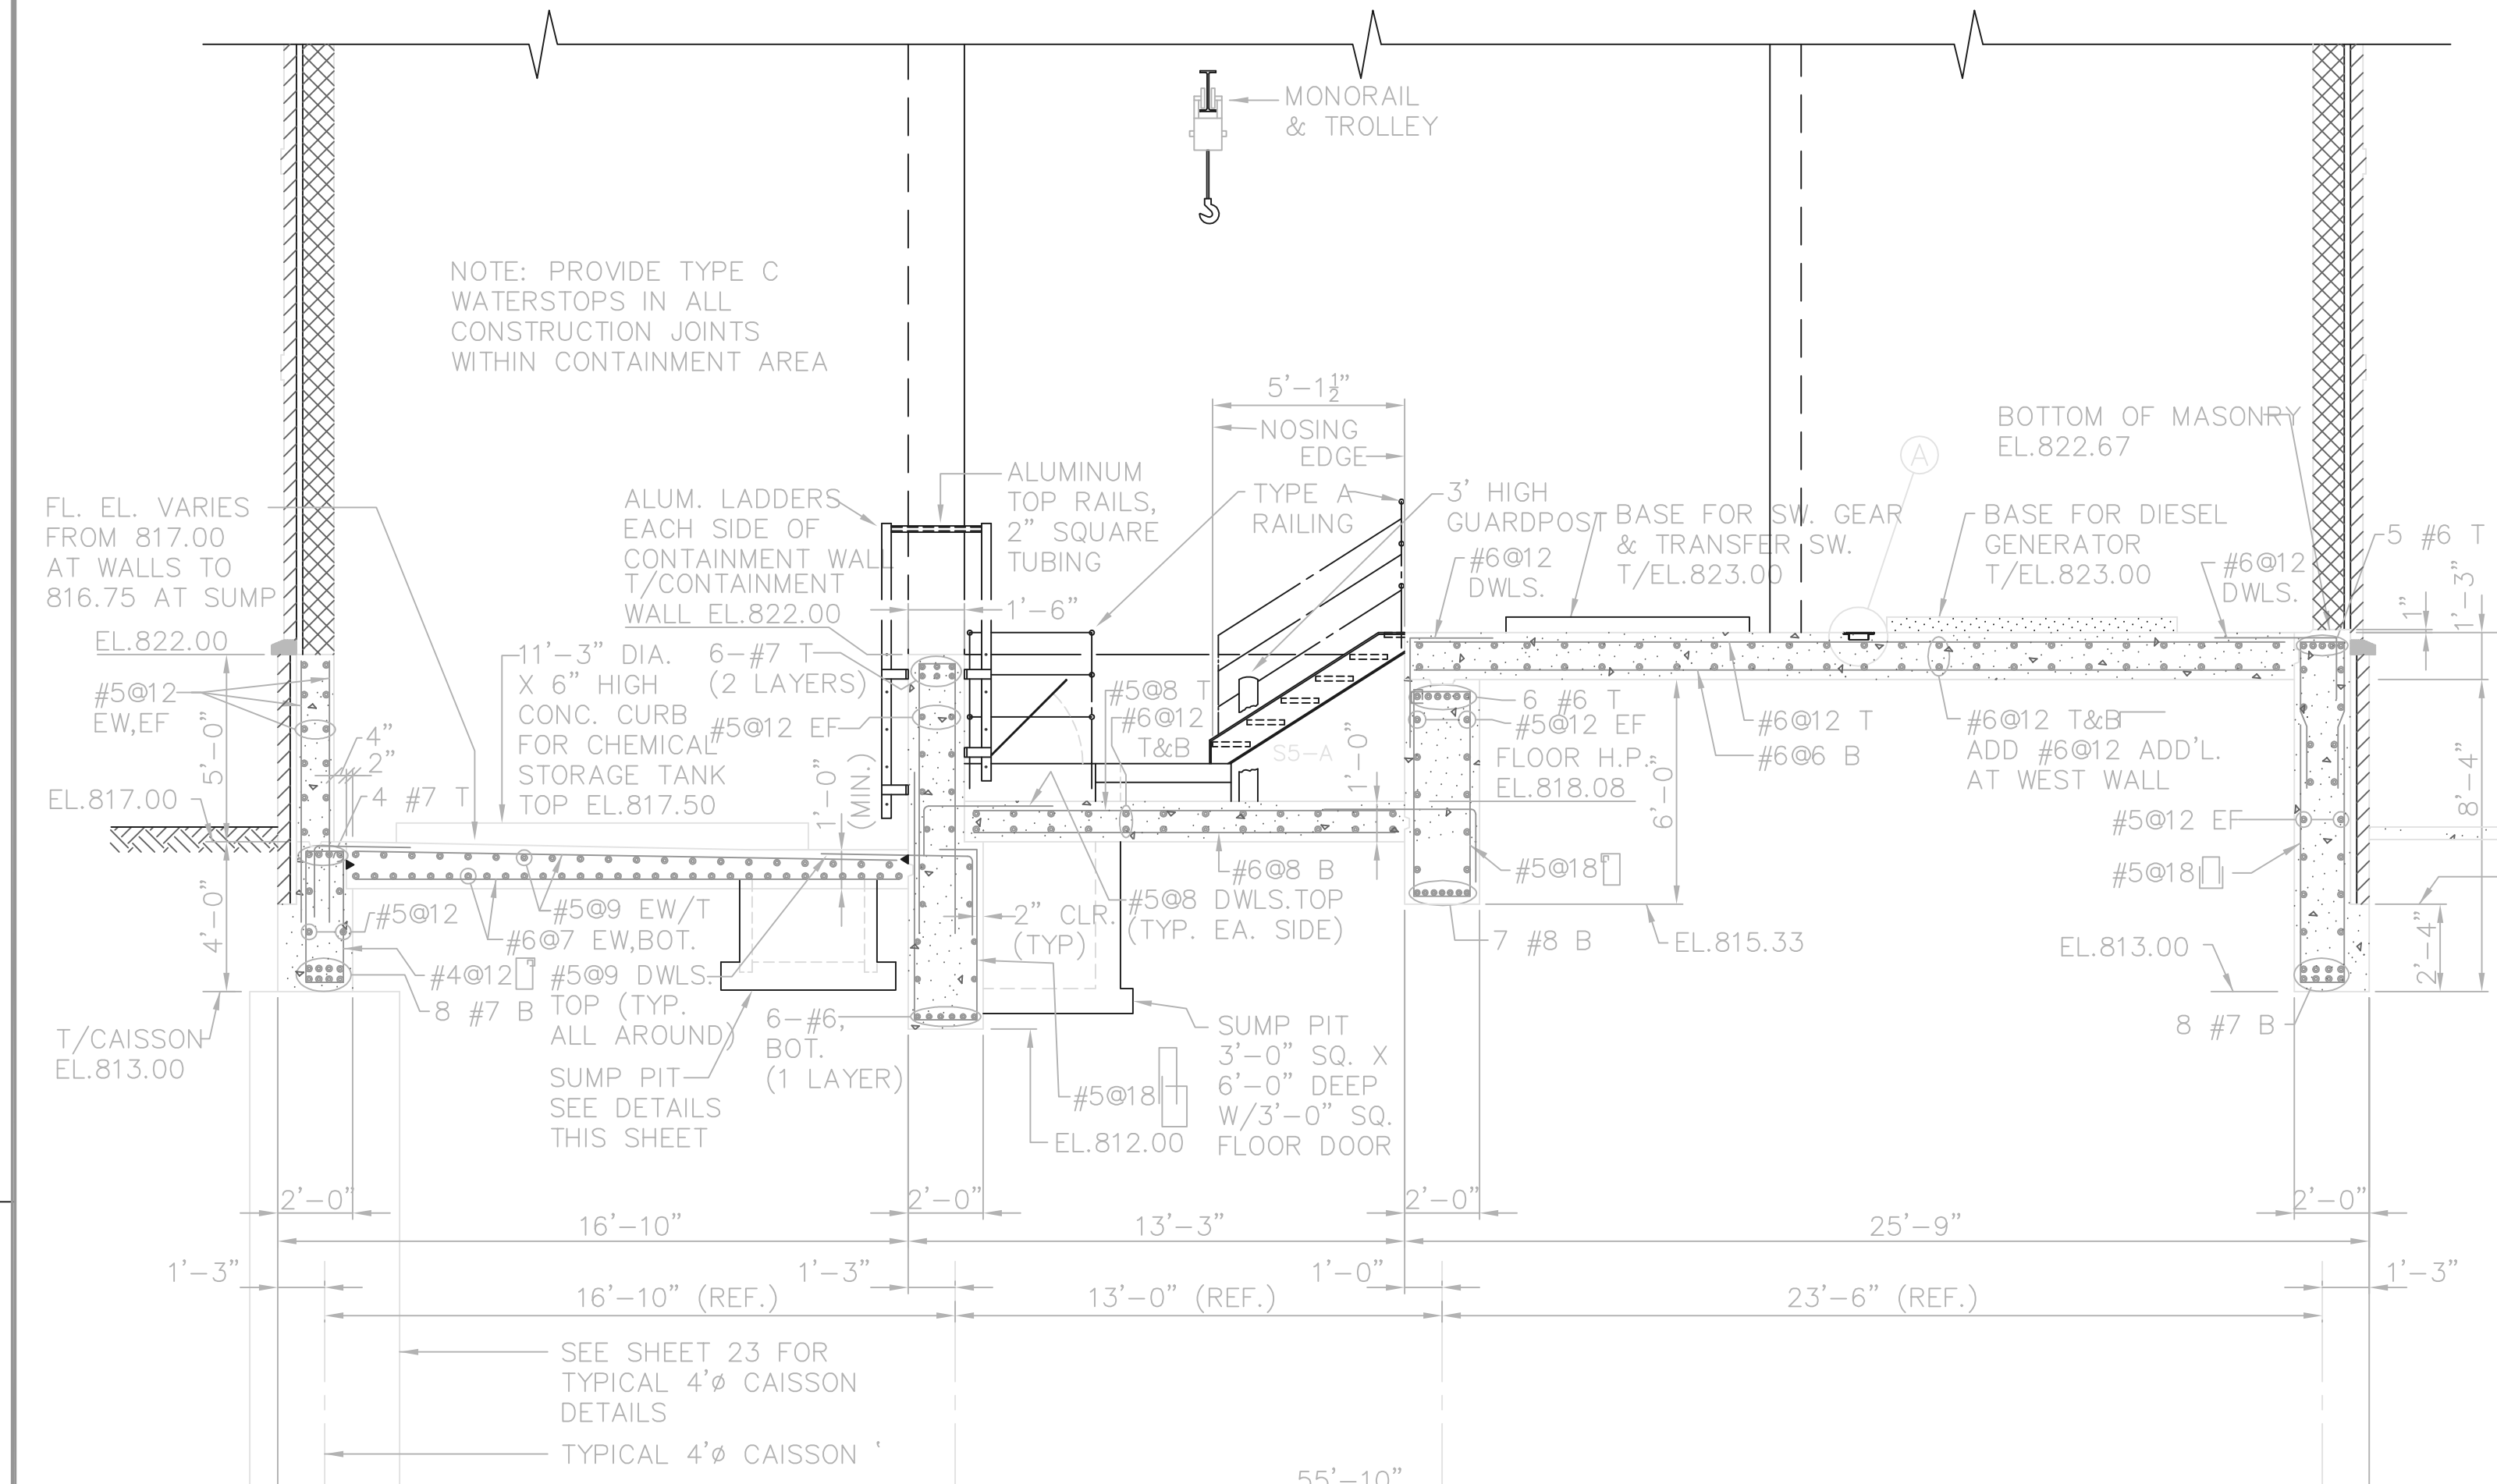 MONORAIL
& TROLLEY
NOTE: PROVIDE TYPE C
WATERSTOPS IN ALL
CONSTRUCTION JOINTS
WITHIN CONTAINMENT AREA
5'-1 1/2"
NOSING
EDGE
BOTTOM OF MASONRY
EL.822.67
A
FL. EL. VARIES
FROM 817.00
AT WALLS TO
816.75 AT SUMP
EL.822.00
ALUM. LADDERS
EACH SIDE OF
CONTAINMENT WALL
T/CONTAINMENT
WALL EL.822.00
ALUMINUM
TOP RAILS,
2" SQUARE
TUBING
1'-6"
TYPE A
RAILING
3' HIGH
GUARDPOST
#6@12
DWLS.
BASE FOR SW. GEAR
& TRANSFER SW.
T/EL.823.00
BASE FOR DIESEL
GENERATOR
T/EL.823.00
#6@12
DWLS.
5 #6 T
1"
1'-3"
#5@12
EW,EF
5'-0"
4"
2"
EL.817.00
4 #7 T
4'-0"
11'-3" DIA.
X 6" HIGH
CONC. CURB
FOR CHEMICAL
STORAGE TANK
TOP EL.817.50
6-#7 T
(2 LAYERS)
#5@12 EF
1'-0"
(MIN.)
#5@8 T
#6@12
T&B
S5-A
1'-0"
6 #6 T
#5@12 EF
FLOOR H.P.
EL.818.08
6'-0"
#6@12 T
#6@6 B
#6@12 T&B
ADD #6@12 ADD'L.
AT WEST WALL
8'-4"
#5@12 EF
#5@18
#5@18
#6@8 B
#5@8 DWLS.TOP
(TYP. EA. SIDE)
2" CLR.
(TYP)
#5@12
#5@9 EW/T
#6@7 EW,BOT.
#4@12
8 #7 B
#5@9 DWLS.
TOP (TYP.
ALL AROUND)
7 #8 B
EL.815.33
EL.813.00
2'-4"
8 #7 B
T/CAISSON
EL.813.00
SUMP PIT
SEE DETAILS
THIS SHEET
6-#6,
BOT.
(1 LAYER)
#5@18
EL.812.00
SUMP PIT
3'-0" SQ. X
6'-0" DEEP
W/3'-0" SQ.
FLOOR DOOR
2'-0"
2'-0"
2'-0"
2'-0"
16'-10"
13'-3"
25'-9"
1'-3"
1'-3"
1'-0"
1'-3"
16'-10" (REF.)
13'-0" (REF.)
23'-6" (REF.)
SEE SHEET 23 FOR
TYPICAL 4'ø CAISSON
DETAILS
TYPICAL 4'ø CAISSON
55'-10"